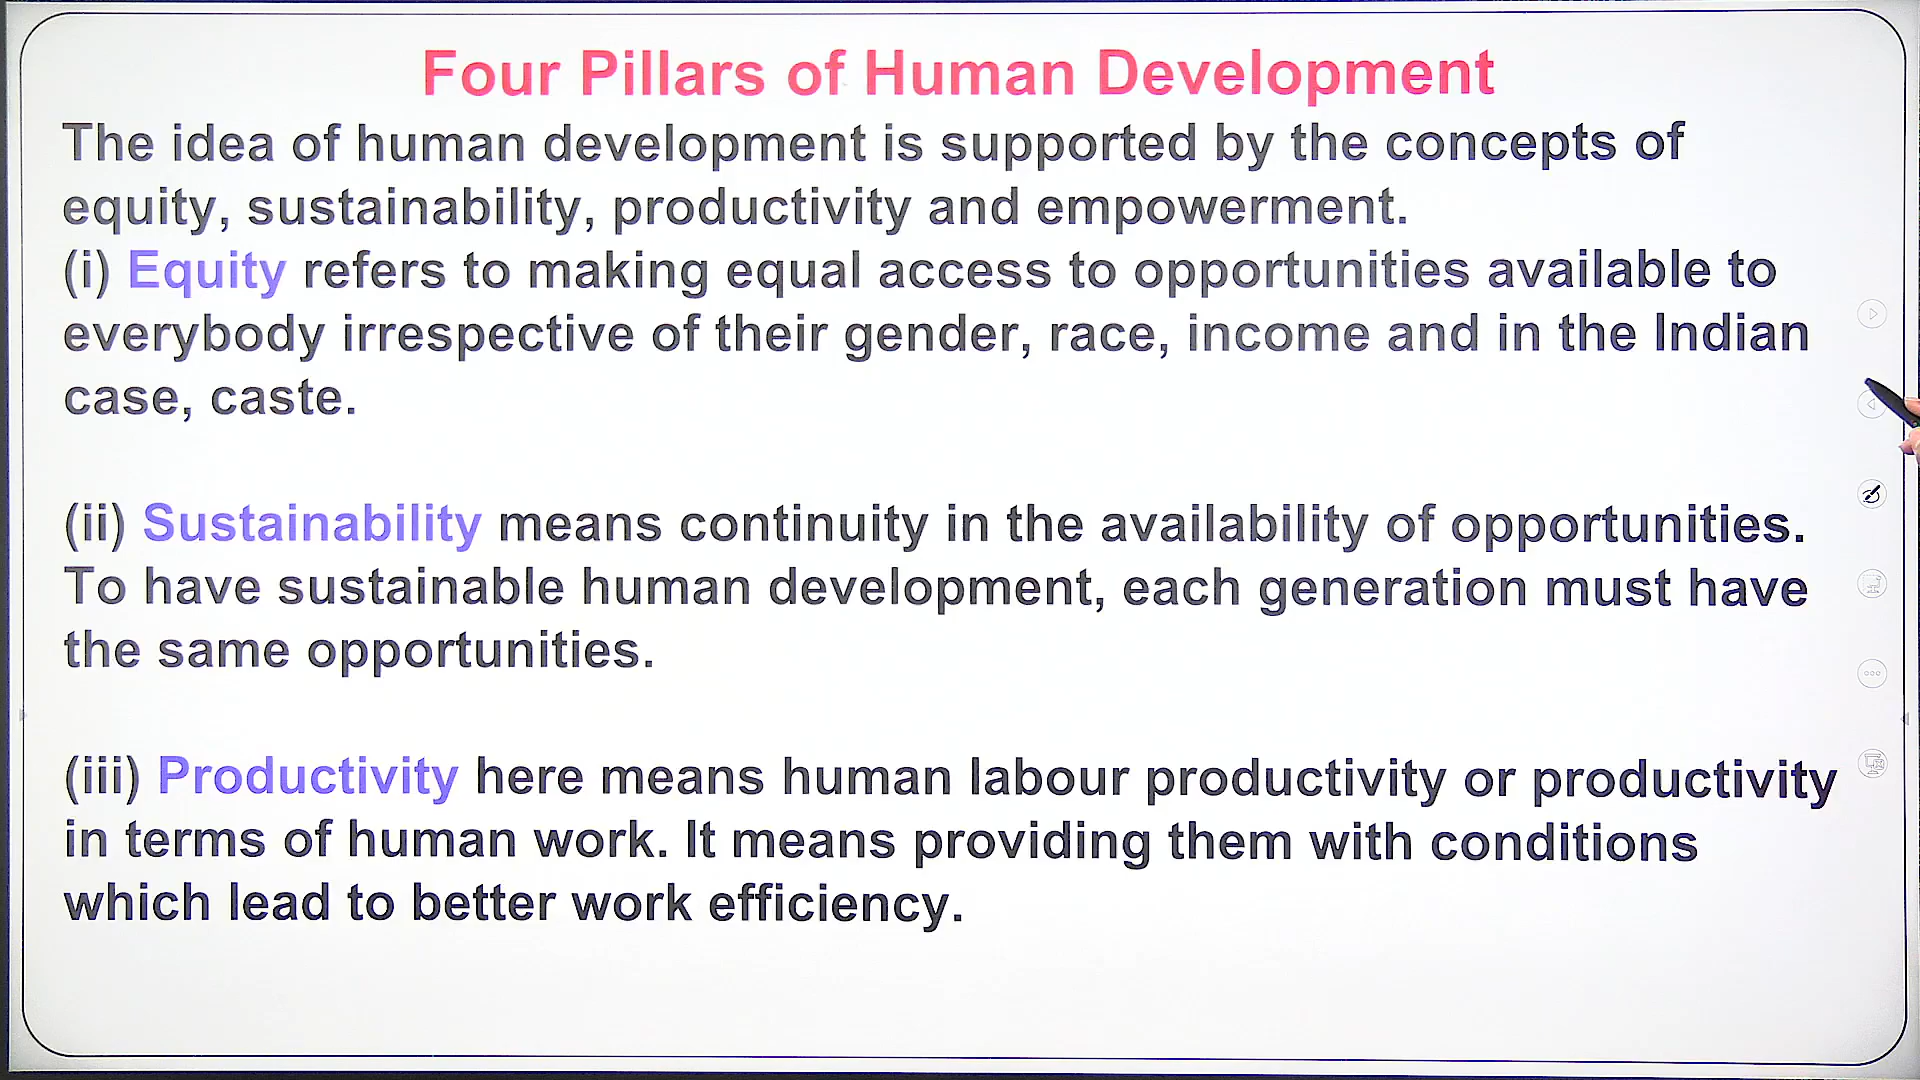 Four Pillars of Human Development
The idea of human development is supported by the concepts of
equity, sustainability, productivity and empowerment.
(i) Equity refers to making equal access to opportunities available to
everybody irrespective of their gender, race, income and in the Indian
case, caste.
(ii) Sustainability means continuity in the availability of opportunities.
To have sustainable human development, each generation must have
the same opportunities.
(iii) Productivity here means human labour productivity or productivity
in terms of human work. It means providing them with conditions
which lead to better work efficiency.